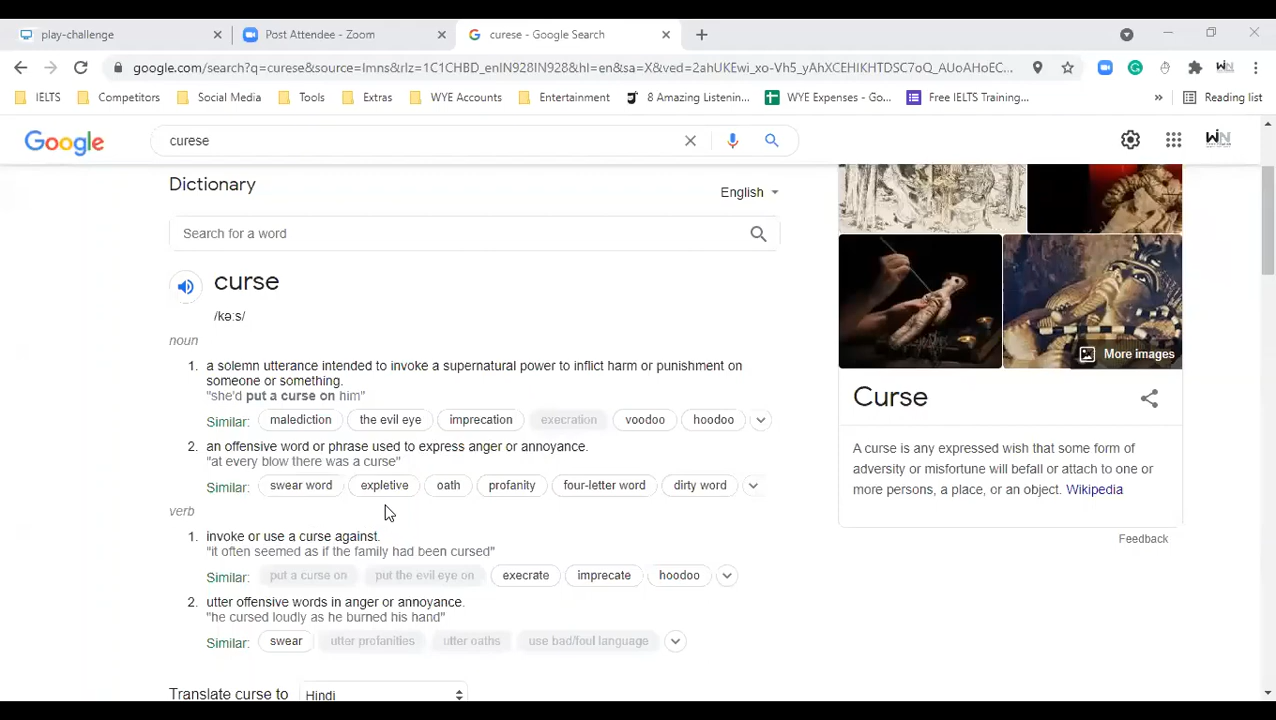 play-challenge
Post Attendee - Zoom
curese - Google Search
google.com/search?q=curese&source=lmns&rlz=1C1CHBD_enIN928IN928&hl=en&sa=X&ved=2ahUKEwi_xo-Vh5_yAhXCEHIKHTDSC7oQ_AUoAHoEC...
IELTS
Competitors
Social Media
Tools
Extras
WYE Accounts
Entertainment
8 Amazing Listenin...
WYE Expenses - Go...
Free IELTS Training...
»
Reading list
Google
curese
WIN
Dictionary
English
Search for a word
curse
/kəːs/
noun
1. a solemn utterance intended to invoke a supernatural power to inflict harm or punishment on
someone or something.
"she'd put a curse on him"
Similar: malediction the evil eye imprecation execration voodoo hoodoo
2. an offensive word or phrase used to express anger or annoyance.
"at every blow there was a curse"
Similar: swear word expletive oath profanity four-letter word dirty word
verb
1. invoke or use a curse against.
"it often seemed as if the family had been cursed"
Similar: put a curse on put the evil eye on execrate imprecate hoodoo
2. utter offensive words in anger or annoyance.
"he cursed loudly as he burned his hand"
Similar: swear utter profanities utter oaths use bad/foul language
Translate curse to Hindi
More images
Curse
A curse is any expressed wish that some form of
adversity or misfortune will befall or attach to one or
more persons, a place, or an object. Wikipedia
Feedback